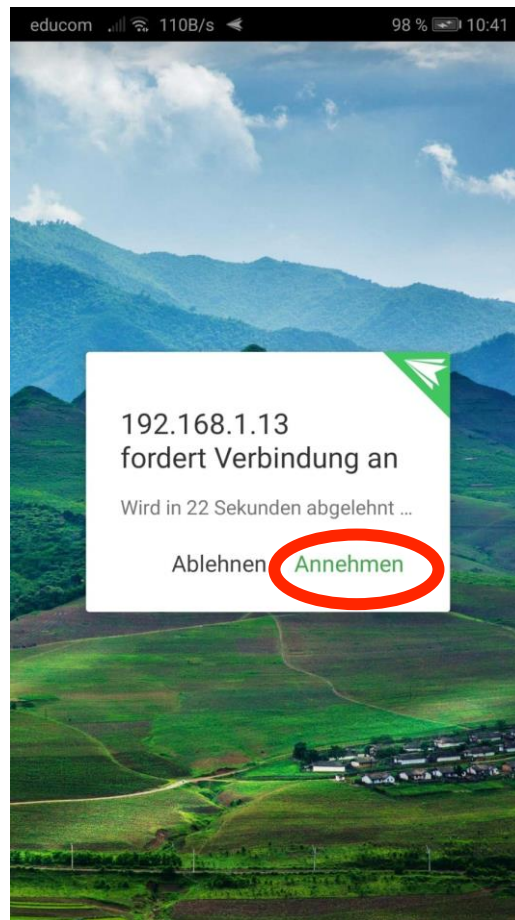 educom 110B/s 98 % 10:41
192.168.1.13
fordert Verbindung an
Wird in 22 Sekunden abgelehnt ...
Ablehnen Annehmen